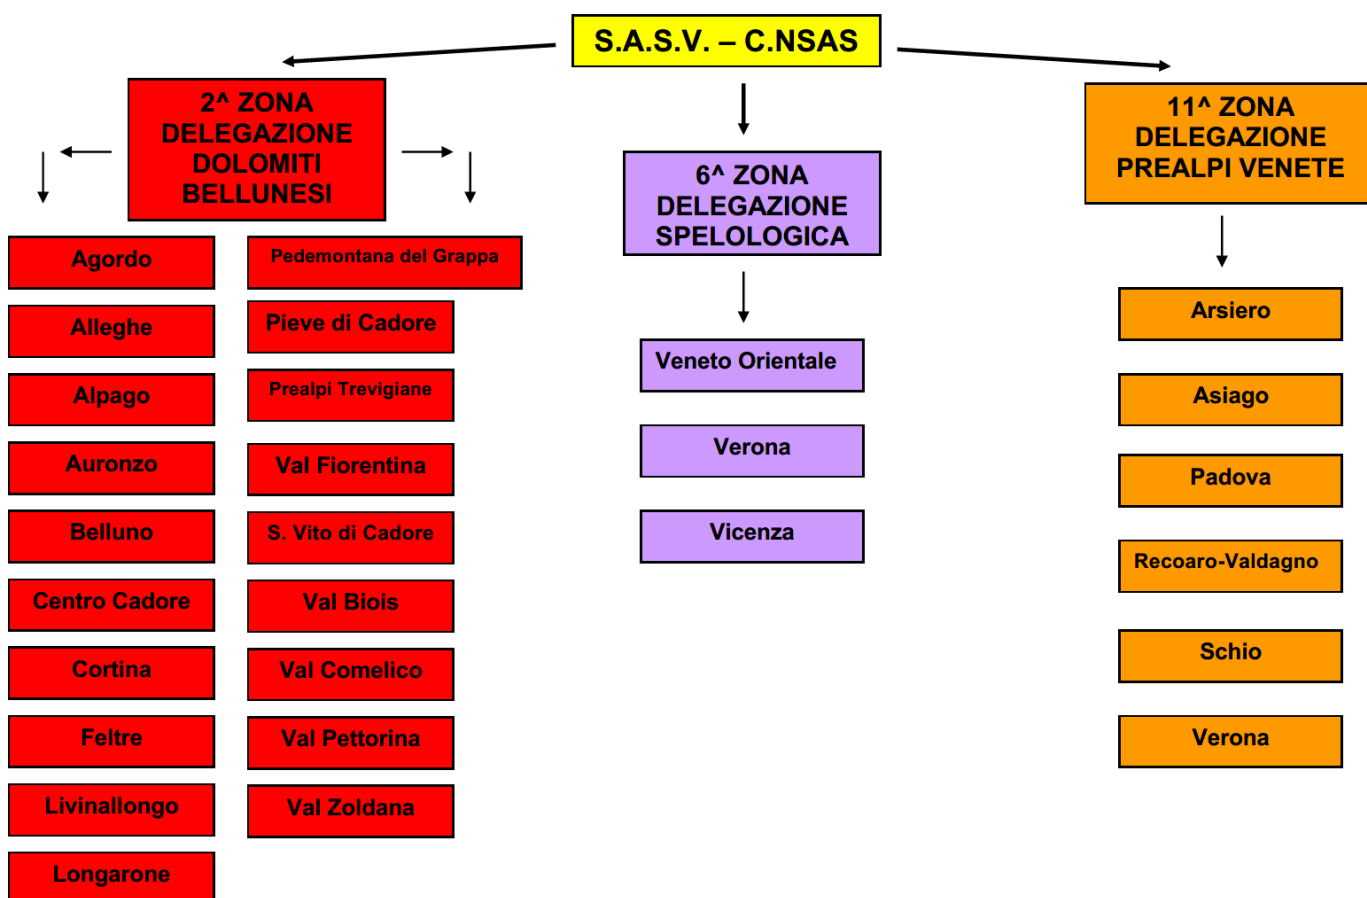 S.A.S.V. – C.NSAS
2^ ZONA
DELEGAZIONE
DOLOMITI
BELLUNESI
Agordo
Alleghe
Alpago
Auronzo
Belluno
Centro Cadore
Cortina
Feltre
Livinallongo
Longarone
Pedemontana del Grappa
Pieve di Cadore
Prealpi Trevigiane
Val Fiorentina
S. Vito di Cadore
Val Biois
Val Comelico
Val Pettorina
Val Zoldana
6^ ZONA
DELEGAZIONE
SPELOLOGICA
Veneto Orientale
Verona
Vicenza
11^ ZONA
DELEGAZIONE
PREALPI VENETE
Arsiero
Asiago
Padova
Recoaro-Valdagno
Schio
Verona